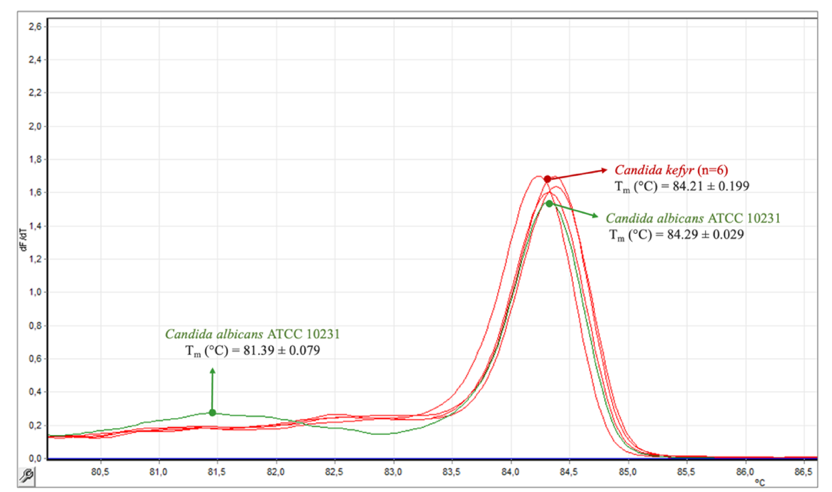 2,6
2,4
2,2
2,0
1,8
1,6
1,4
1,2
1,0
0,8
0,6
0,4
0,2
0,0
dF/dT
Candida kefyr (n=6)
Tm (°C) = 84.21 ± 0.199
Candida albicans ATCC 10231
Tm (°C) = 84.29 ± 0.029
Candida albicans ATCC 10231
Tm (°C) = 81.39 ± 0.079
80,5 81,0 81,5 82,0 82,5 83,0 83,5 84,0 84,5 85,0 85,5 86,0 86,5
°C